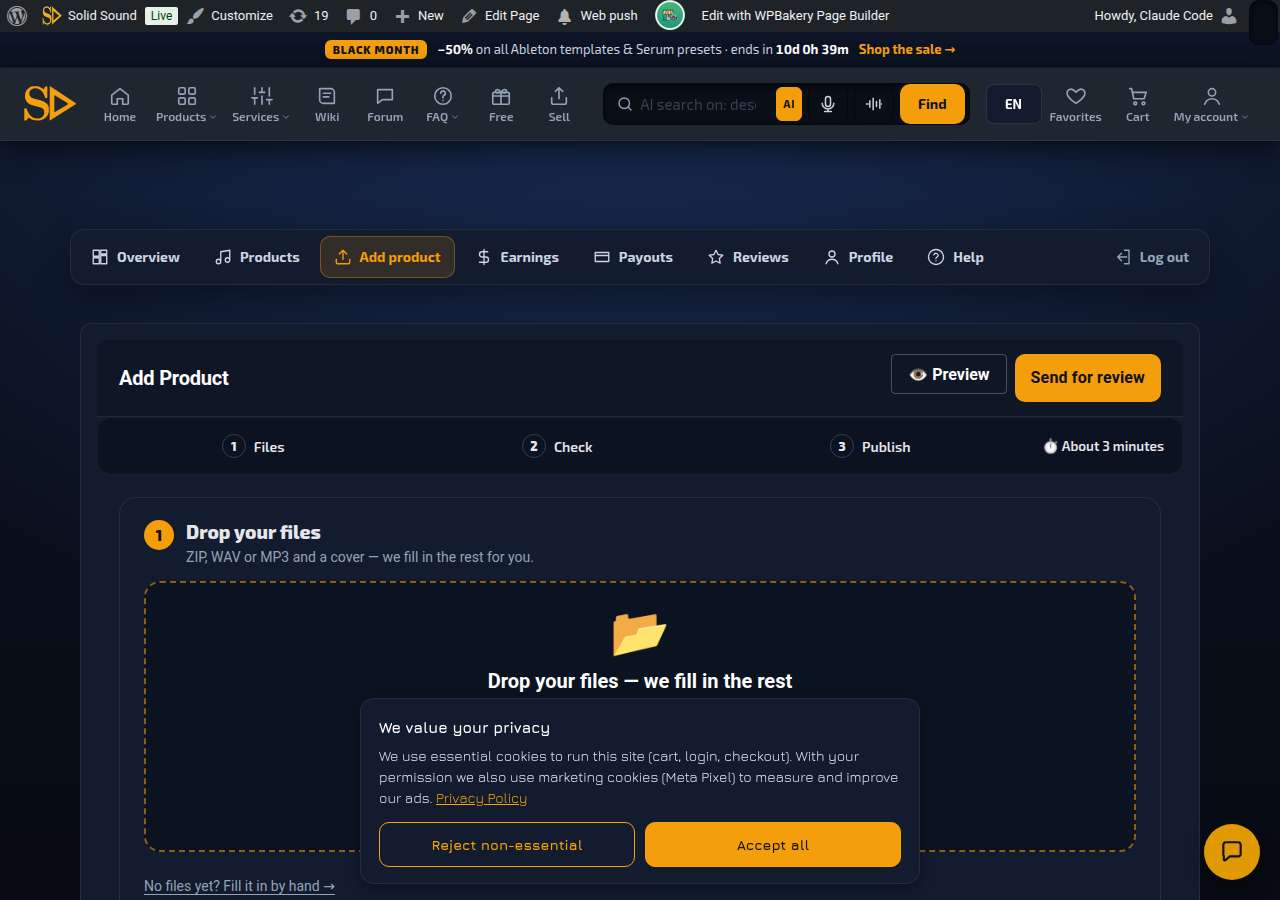 Solid Sound Live Customize 19 0 New Edit Page Web push Edit with WPBakery Page Builder Howdy, Claude Code
BLACK MONTH −50% on all Ableton templates & Serum presets · ends in 10d 0h 39m Shop the sale →
Home Products Services Wiki Forum FAQ Free Sell AI search on: des AI Find EN Favorites Cart My account
Overview Products Add product Earnings Payouts Reviews Profile Help Log out
Add Product Preview Send for review
1 Files 2 Check 3 Publish About 3 minutes
1 Drop your files
ZIP, WAV or MP3 and a cover — we fill in the rest for you.
Drop your files — we fill in the rest
We value your privacy
We use essential cookies to run this site (cart, login, checkout). With your
permission we also use marketing cookies (Meta Pixel) to measure and improve
our ads. Privacy Policy
Reject non-essential Accept all
No files yet? Fill it in by hand →